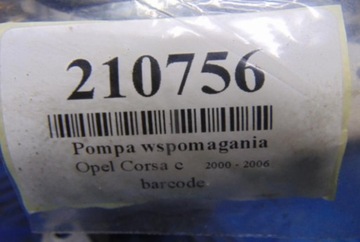 210756
Pompa wspomagania
Opel Corsa c 2000 - 2006
barcode